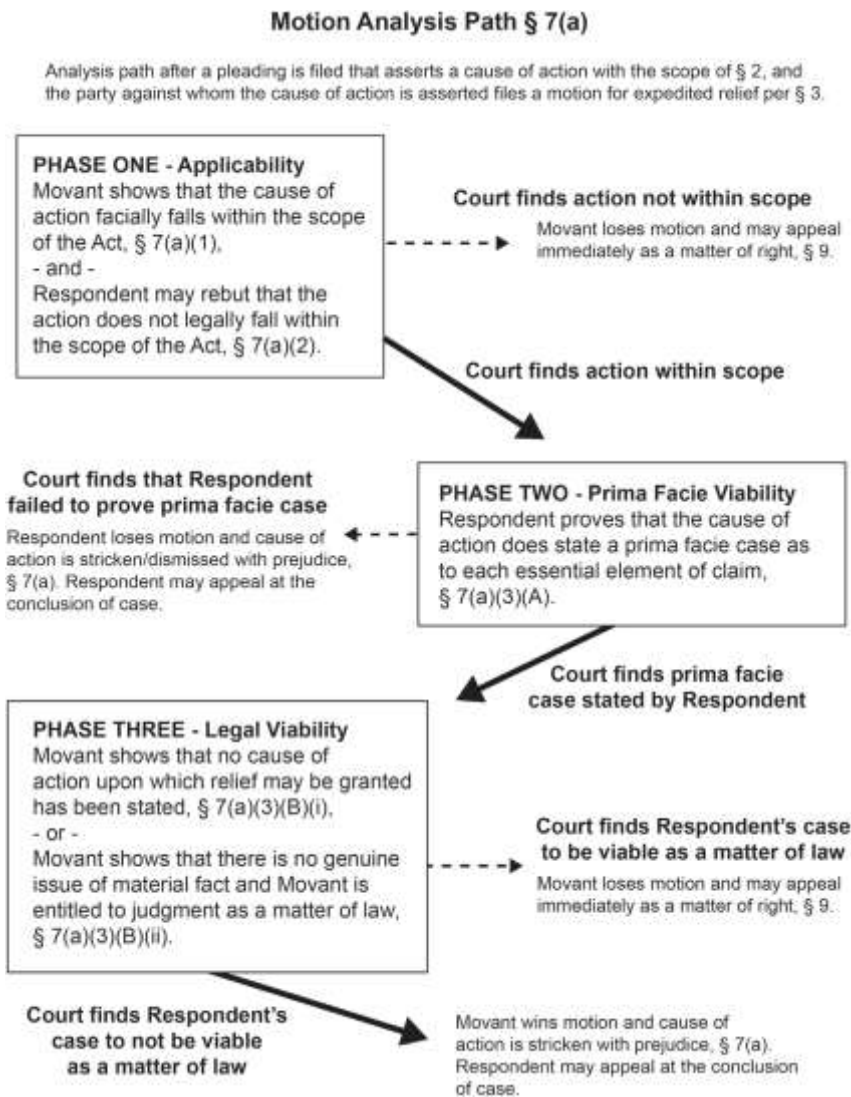 Motion Analysis Path § 7(a)
Analysis path after a pleading is filed that asserts a cause of action with the scope of § 2, and
the party against whom the cause of action is asserted files a motion for expedited relief per § 3.
PHASE ONE - Applicability
Movant shows that the cause of
action facially falls within the scope
of the Act, § 7(a)(1),
- and -
Respondent may rebut that the
action does not legally fall within
the scope of the Act, § 7(a)(2).
Court finds action not within scope
Movant loses motion and may appeal
immediately as a matter of right, § 9.
Court finds action within scope
Court finds that Respondent
failed to prove prima facie case
Respondent loses motion and cause of
action is stricken/dismissed with prejudice,
§ 7(a). Respondent may appeal at the
conclusion of case.
PHASE TWO - Prima Facie Viability
Respondent proves that the cause of
action does state a prima facie case as
to each essential element of claim,
§ 7(a)(3)(A).
Court finds prima facie
case stated by Respondent
PHASE THREE - Legal Viability
Movant shows that no cause of
action upon which relief may be granted
has been stated, § 7(a)(3)(B)(i),
- or -
Movant shows that there is no genuine
issue of material fact and Movant is
entitled to judgment as a matter of law,
§ 7(a)(3)(B)(ii).
Court finds Respondent's case
to be viable as a matter of law
Movant loses motion and may appeal
immediately as a matter of right, § 9.
Court finds Respondent's
case to not be viable
as a matter of law
Movant wins motion and cause of
action is stricken with prejudice, § 7(a).
Respondent may appeal at the conclusion
of case.